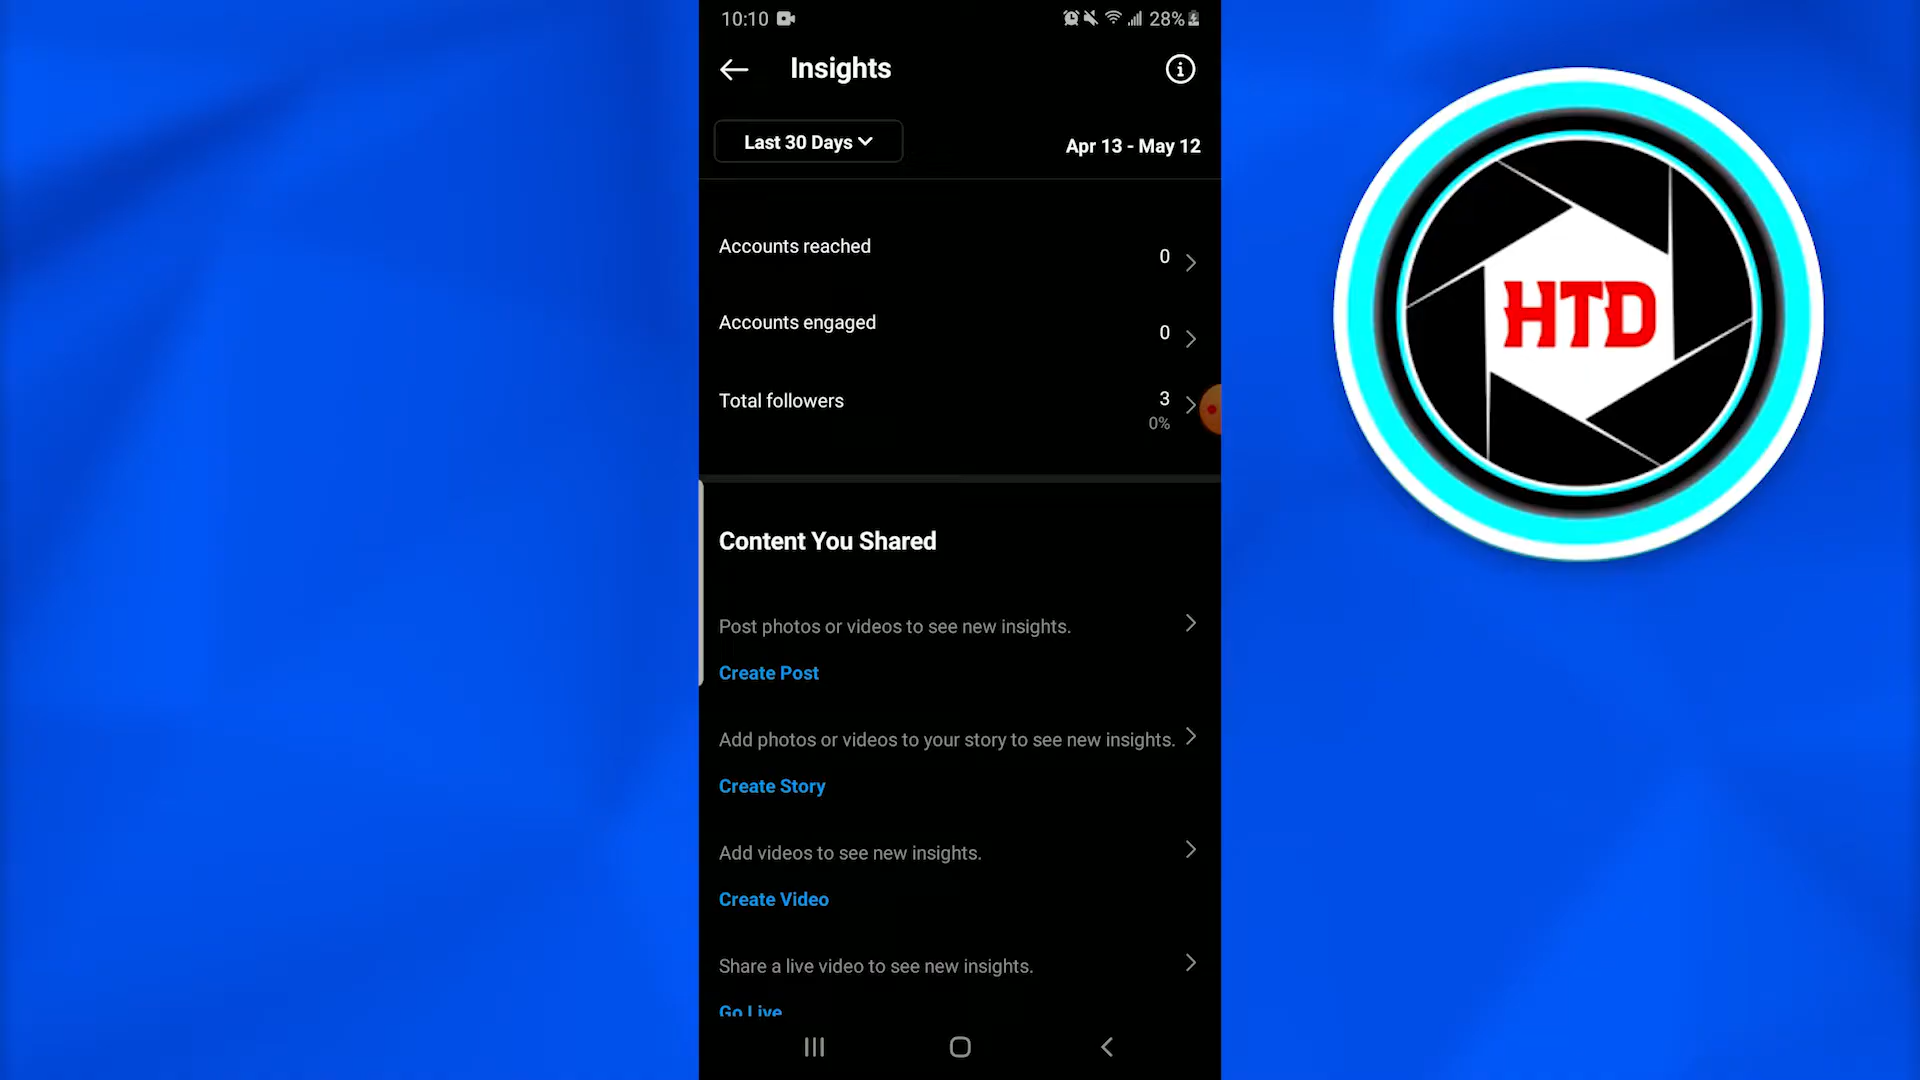 10:10
28%
Insights
Last 30 Days
Apr 13 - May 12
Accounts reached
0
Accounts engaged
0
Total followers
3
0%
Content You Shared
Post photos or videos to see new insights.
Create Post
Add photos or videos to your story to see new insights.
Create Story
Add videos to see new insights.
Create Video
Share a live video to see new insights.
Go Live
HTD